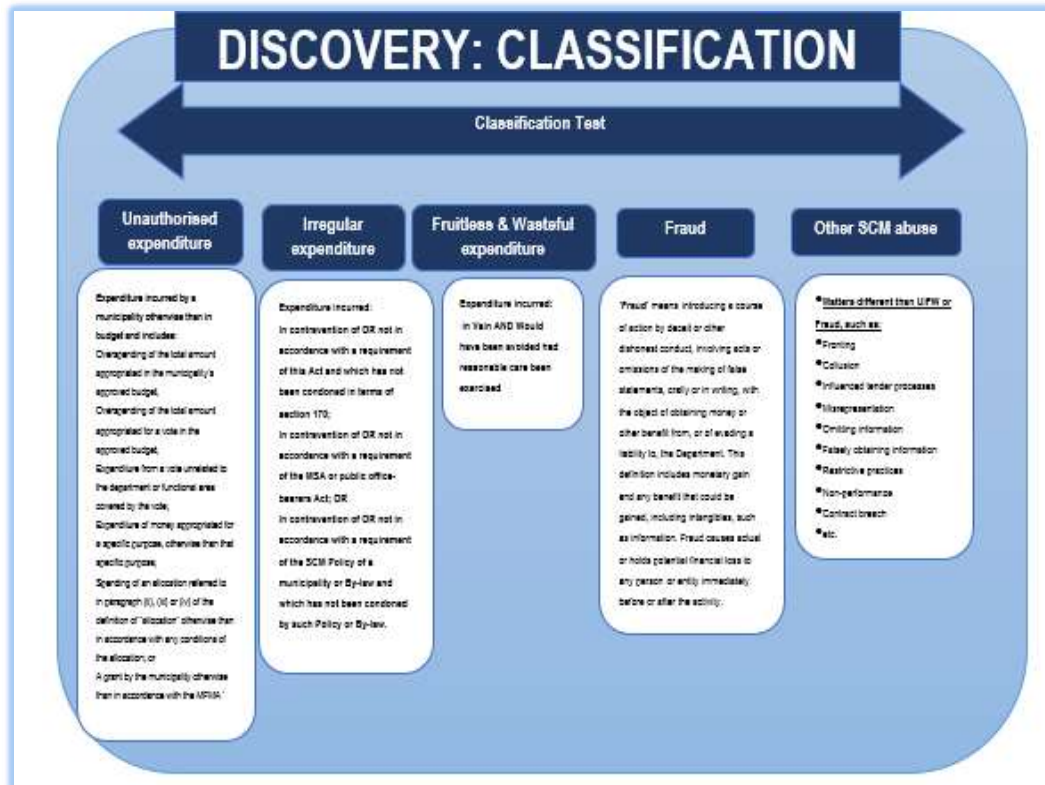 DISCOVERY: CLASSIFICATION
Classification Test
Unauthorised
expenditure
Expenditure incurred by a
municipality otherwise than in
budget and includes:
Overspending of the total amount
appropriated in the municipality's
approved budget;
Overspending of the total amount
appropriated for a vote in the
approved budget;
Expenditure from a vote unrelated to
the department or functional area
covered by the vote;
Expenditure of money appropriated for
a specific purpose, otherwise than that
specific purpose;
Spending of an allocation referred to
in paragraph (ii), (iii) or (iv) of the
definition of "allocation" otherwise than
in accordance with any conditions of
the allocation; or
A grant by the municipality otherwise
than in accordance with the MFMA
Irregular
expenditure
Expenditure incurred:
In contravention of OR not in
accordance with a requirement
of this Act and which has not
been condoned in terms of
section 170;
In contravention of OR not in
accordance with a requirement
of the MSA or public office-
bearers Act; OR
In contravention of OR not in
accordance with a requirement
of the SCM Policy of a
municipality or By-law and
which has not been condoned
by such Policy or By-law.
Fruitless & Wasteful
expenditure
Expenditure incurred:
in Vain AND Would
have been avoided had
reasonable care been
exercised
Fraud
'Fraud' means introducing a course
of action by deceit or other
dishonest conduct, involving acts or
omissions of the making of false
statements, orally or in writing, with
the object of obtaining money or
other benefit from, or of evading a
liability to, the Department. This
definition includes monetary gain
and any benefit that could be
gained, including intangibles, such
as information. Fraud causes actual
or holds potential financial loss to
any person or entity immediately
before or after the activity.
Other SCM abuse
•Matters different than UIFW or
Fraud, such as:
•Fronting
•Collusion
•Influenced tender processes
•Misrepresentation
•Omitting information
•Falsely obtaining information
•Restrictive practices
•Non-performance
•Contract breach
•etc.